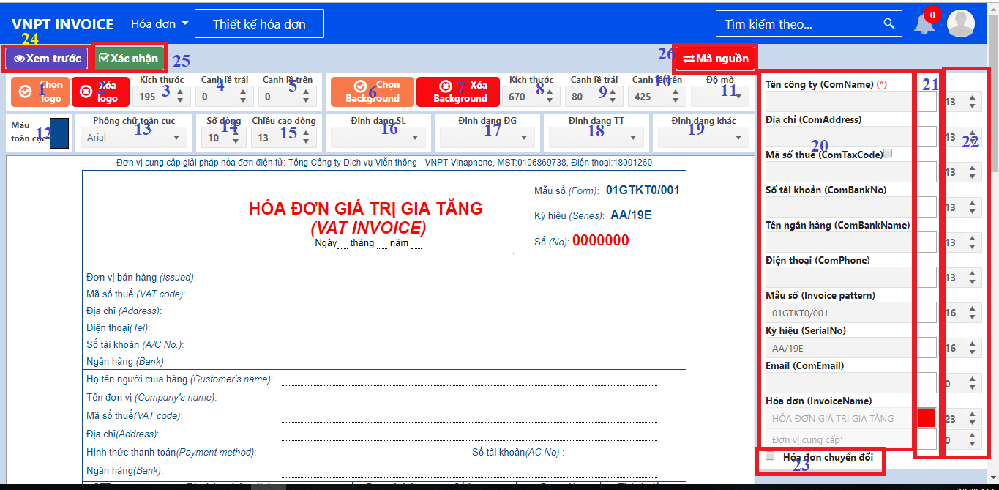 VNPT INVOICE Hóa đơn Thiết kế hóa đơn Tìm kiếm theo... 0
24
Xem trước Xác nhận 25 26 Mã nguồn
Chọn logo 1
Xóa logo 2
Kích thước 195 3
Canh lề trái 0 4
Canh lề trên 0 5
Chọn Background 6
Xóa Background 7
Kích thước 670 8
Canh lề trái 80 9
Canh lề trên 425 10
Độ mờ 11
Màu toàn cục 12
Phông chữ toàn cục Arial 13
Số dòng 10 14
Chiều cao dòng 13 15
Định dạng SL 16
Định dạng ĐG 17
Định dạng TT 18
Định dạng khác 19
Đơn vị cung cấp giải pháp hóa đơn điện tử: Tổng Công ty Dịch vụ Viễn thông - VNPT Vinaphone, MST:0106869738, Điện thoại:18001260
Mẫu số (Form): 01GTKT0/001
HÓA ĐƠN GIÁ TRỊ GIA TĂNG
Ký hiệu (Series): AA/19E
(VAT INVOICE)
Ngày__ tháng __ năm __
Số (No): 0000000
Đơn vị bán hàng (Issued):
Mã số thuế (VAT code):
Địa chỉ (Address):
Điện thoại(Tel):
Số tài khoản (A/C No.):
Ngân hàng (Bank):
Họ tên người mua hàng (Customer's name):
Tên đơn vị (Company's name):
Mã số thuế(VAT code):
Địa chỉ(Address):
Hình thức thanh toán(Payment method): Số tài khoản(AC No) :
Ngân hàng(Bank):
Tên công ty (ComName) (*) 21
13
Địa chỉ (ComAddress)
13
20 22
Mã số thuế (ComTaxCode)
13
Số tài khoản (ComBankNo)
13
Tên ngân hàng (ComBankName)
13
Điện thoại (ComPhone)
13
Mẫu số (Invoice pattern)
01GTKT0/001 16
Ký hiệu (SerialNo)
AA/19E 16
Email (ComEmail)
0
Hóa đơn (InvoiceName)
HÓA ĐƠN GIÁ TRỊ GIA TĂNG 23
Đơn vị cung cấp' 0
Hóa đơn chuyển đổi
23